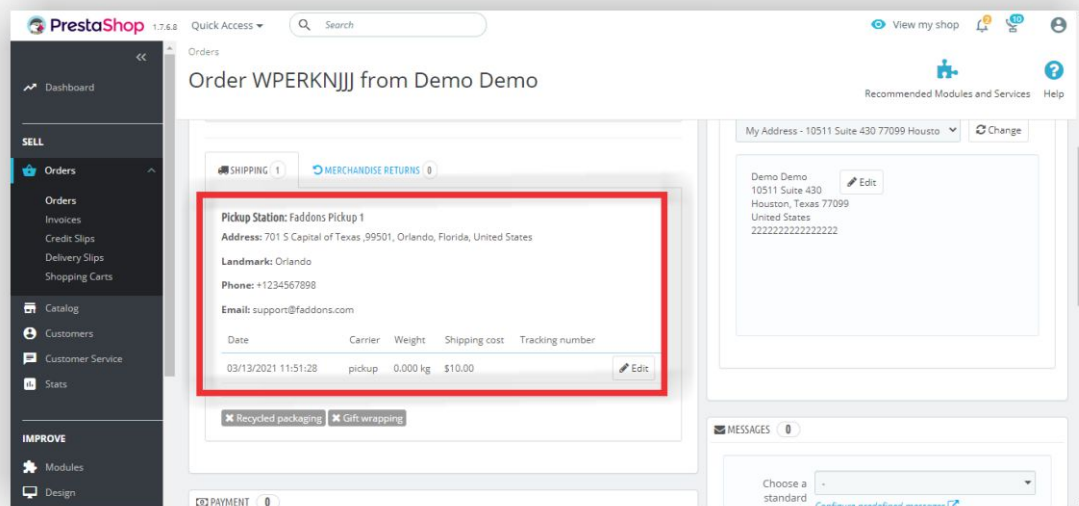 PrestaShop 1.7.6.8 Quick Access Search View my shop 2 10
Orders
Order WPERKNJJJ from Demo Demo
Recommended Modules and Services Help
Dashboard
SELL
Orders
Orders
Invoices
Credit Slips
Delivery Slips
Shopping Carts
Catalog
Customers
Customer Service
Stats
IMPROVE
Modules
Design
SHIPPING 1 MERCHANDISE RETURNS 0
Pickup Station: Faddons Pickup 1
Address: 701 S Capital of Texas ,99501, Orlando, Florida, United States
Landmark: Orlando
Phone: +1234567898
Email: support@faddons.com
Date Carrier Weight Shipping cost Tracking number
03/13/2021 11:51:28 pickup 0.000 kg $10.00 Edit
Recycled packaging Gift wrapping
PAYMENT 0
My Address - 10511 Suite 430 77099 Housto Change
Demo Demo Edit
10511 Suite 430
Houston, Texas 77099
United States
2222222222222222
MESSAGES 0
Choose a -
standard
Configure predefined messages